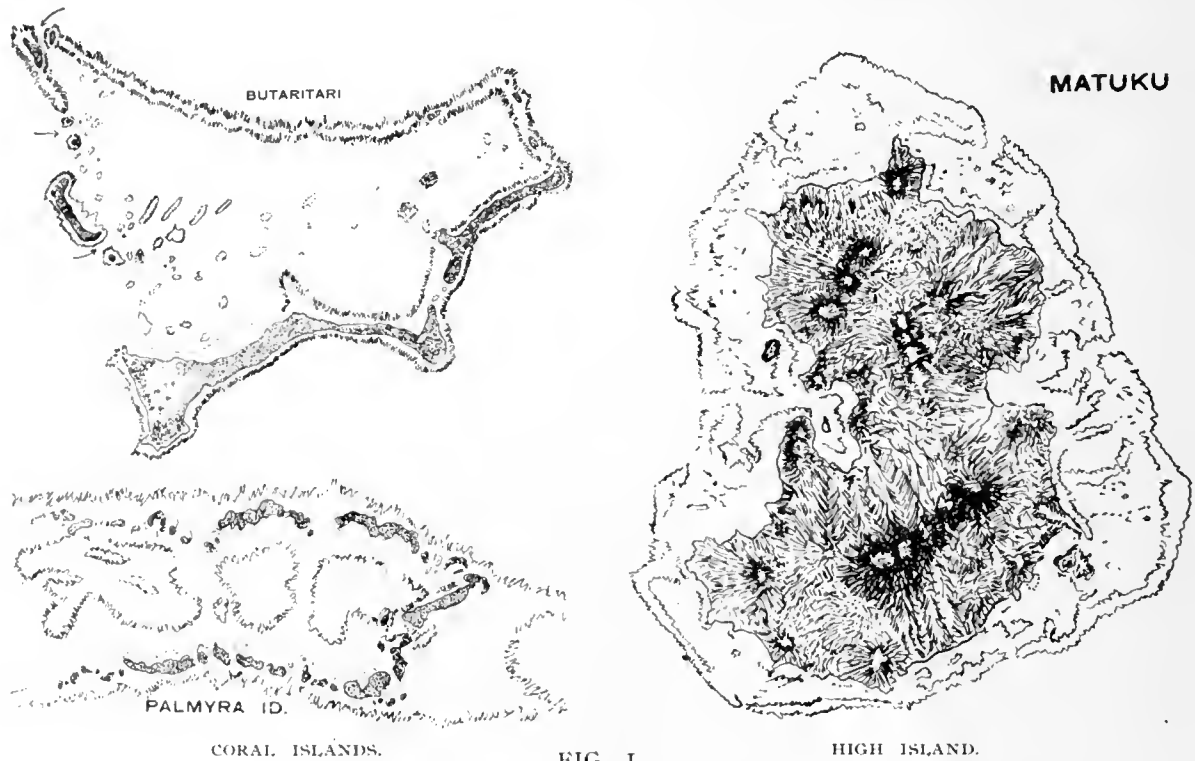 BUTARITARI
MATUKU
PALMYRA ID.
CORAL ISLANDS.
HIGH ISLAND.
FIG. I